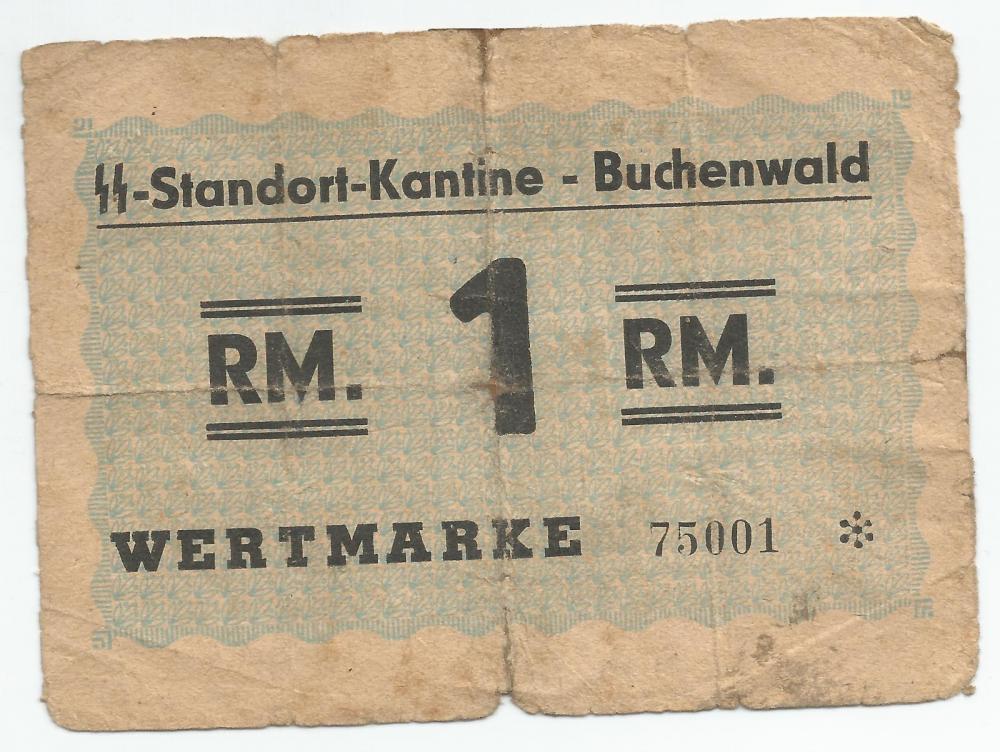 SS-Standort-Kantine - Buchenwald
RM. 1 RM.
WERTMARKE 75001 *